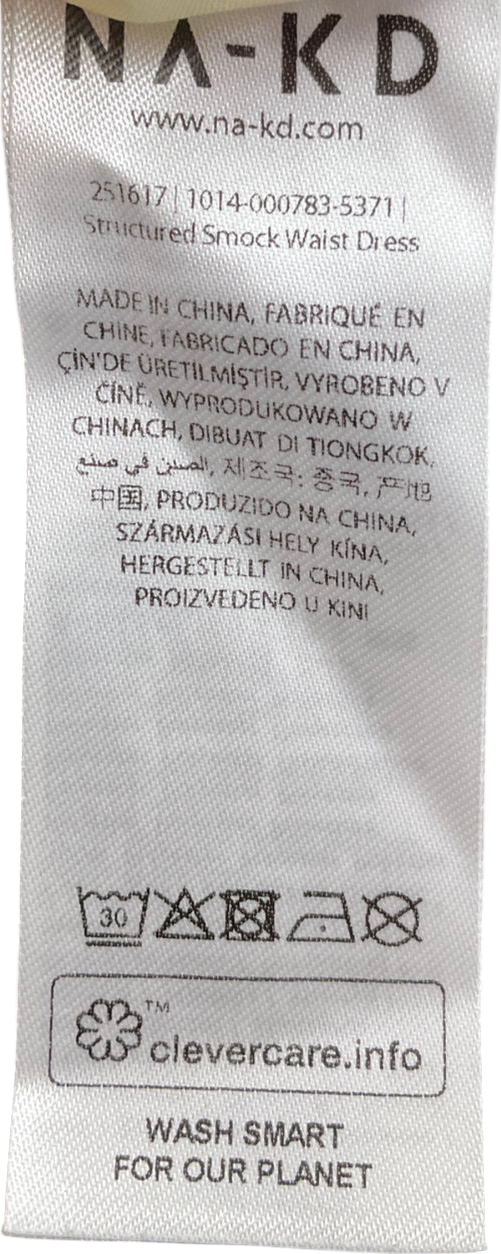 NA-KD
www.na-kd.com
251617 | 1014-000783-5371 |
Structured Smock Waist Dress
MADE IN CHINA, FABRIQUÉ EN
CHINE, FABRICADO EN CHINA,
ÇİN'DE ÜRETILMİŞTİR, VYROBENO V
ČÍNĚ, WYPRODUKOWANO W
CHINACH, DIBUAT DI TIONGKOK,
الصين في صنع, 제조국: 중국, 产地
中国, PRODUZIDO NA CHINA,
SZÁRMAZÁSI HELY KÍNA,
HERGESTELLT IN CHINA,
PROIZVEDENO U KINI
30
™
clevercare.info
WASH SMART
FOR OUR PLANET